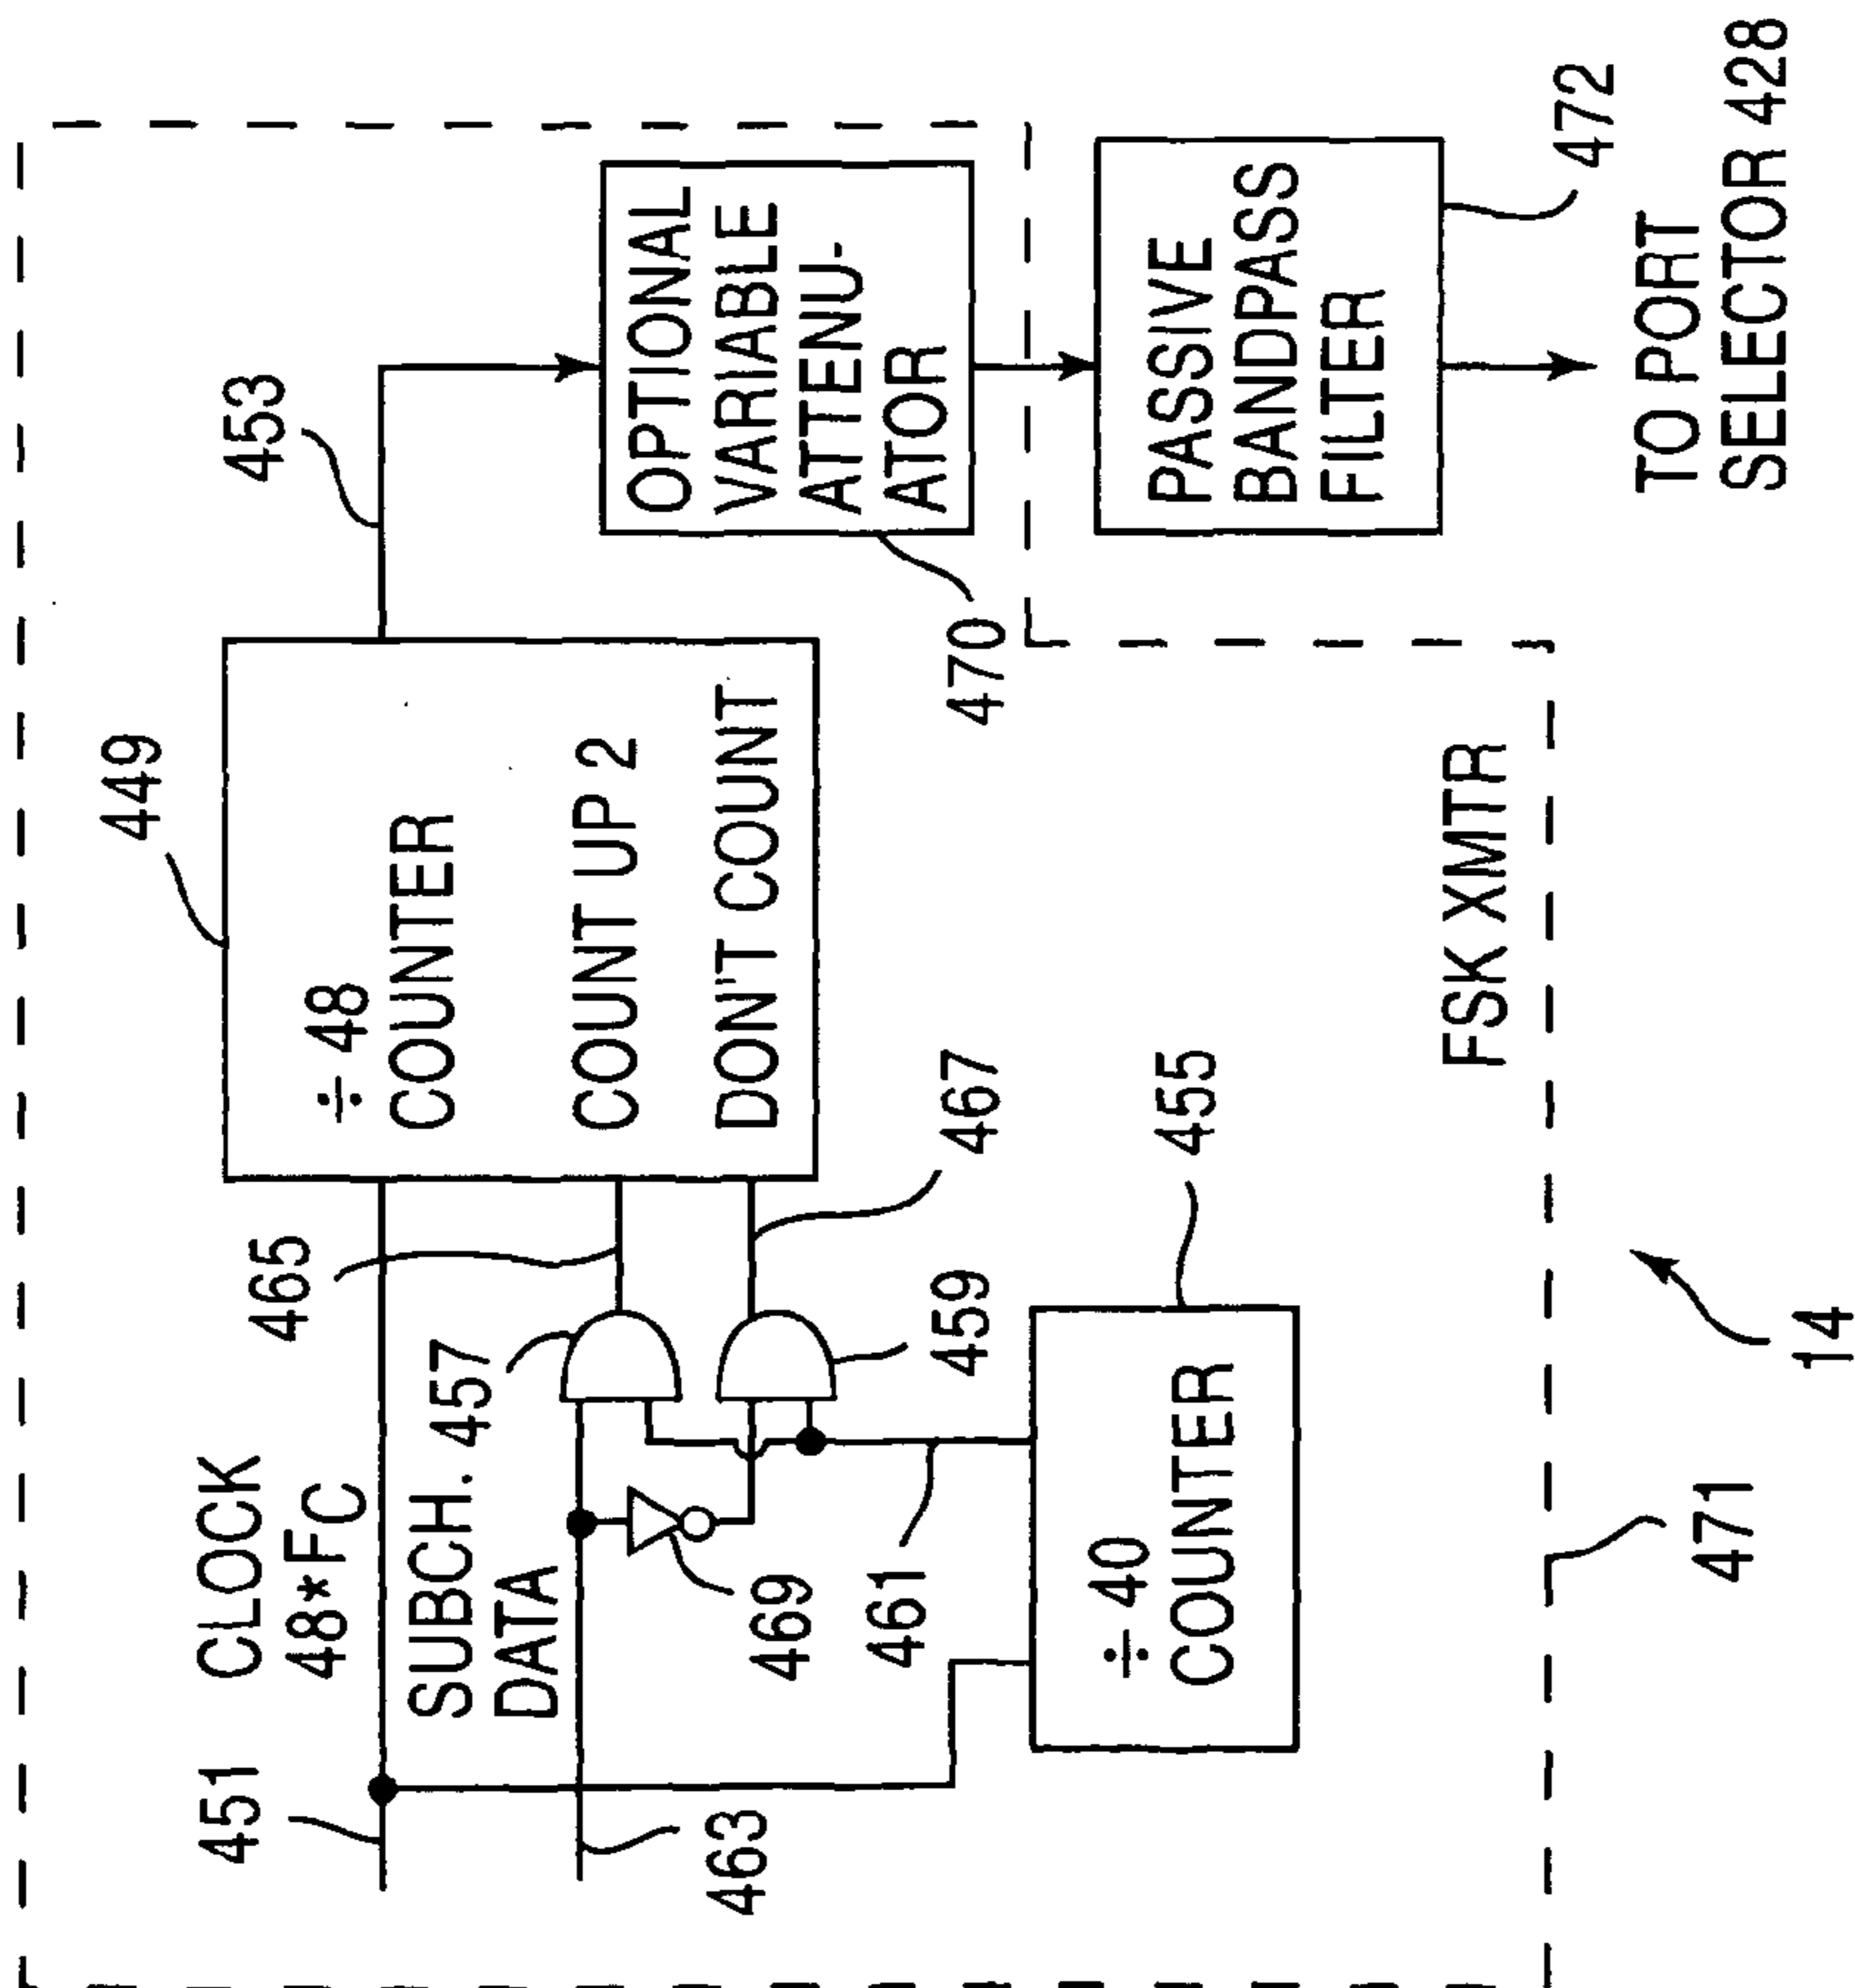 449
453
451
CLOCK
48*FC
465
÷ 48
COUNTER
COUNT UP 2
DON'T COUNT
SUBCH.
DATA
457
OPTIONAL
VARIABLE
ATTENU-
ATOR
463
469
461
459
467
470
÷ 40
COUNTER
455
PASSIVE
BANDPASS
FILTER
472
FSK XMTR
TO PORT
SELECTOR 428
471
14